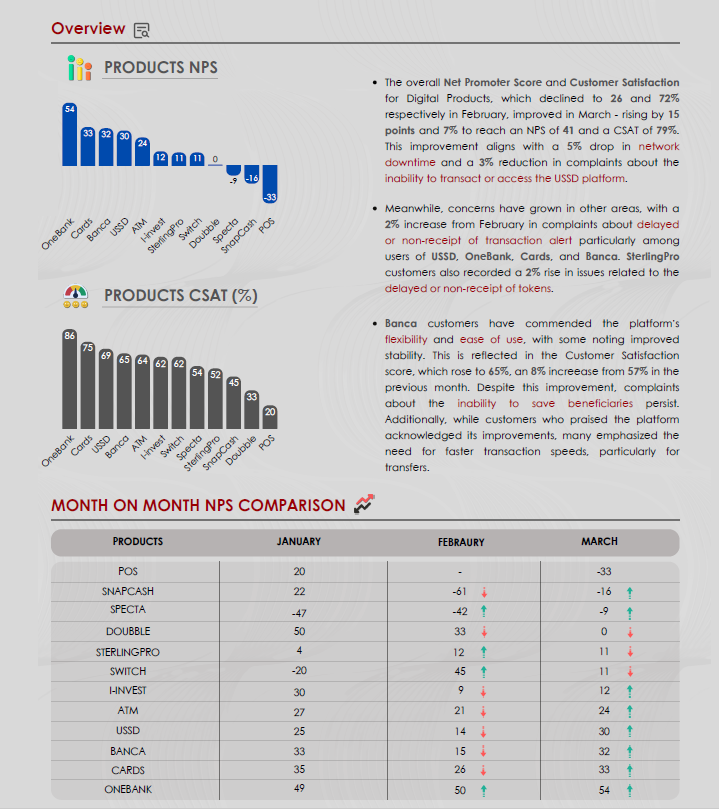 Overview
PRODUCTS NPS
54
33
32
30
24
12
11
11
0
-9
-16
-33
OneBank
Cards
Banca
USSD
ATM
I-Invest
SterlingPro
Switch
Doubble
Specta
SnapCash
POS
• The overall Net Promoter Score and Customer Satisfaction
for Digital Products, which declined to 26 and 72%
respectively in February, improved in March - rising by 15
points and 7% to reach an NPS of 41 and a CSAT of 79%.
This improvement aligns with a 5% drop in network
downtime and a 3% reduction in complaints about the
inability to transact or access the USSD platform.
• Meanwhile, concerns have grown in other areas, with a
2% increase from February in complaints about delayed
or non-receipt of transaction alert particularly among
users of USSD, OneBank, Cards, and Banca. SterlingPro
customers also recorded a 2% rise in issues related to the
delayed or non-receipt of tokens.
PRODUCTS CSAT (%)
86
75
69
65
64
62
62
54
52
45
33
20
OneBank
Cards
USSD
Banca
ATM
I-Invest
Switch
Specta
SterlingPro
SnapCash
Doubble
POS
• Banca customers have commended the platform's
flexibility and ease of use, with some noting improved
stability. This is reflected in the Customer Satisfaction
score, which rose to 65%, an 8% increease from 57% in the
previous month. Despite this improvement, complaints
about the inability to save beneficiaries persist.
Additionally, while customers who praised the platform
acknowledged its improvements, many emphasized the
need for faster transaction speeds, particularly for
transfers.
MONTH ON MONTH NPS COMPARISON
PRODUCTS JANUARY FEBRAURY MARCH
POS 20 - -33
SNAPCASH 22 -61 ↓ -16 ↑
SPECTA -47 -42 ↑ -9 ↑
DOUBBLE 50 33 ↓ 0 ↓
STERLINGPRO 4 12 ↑ 11 ↓
SWITCH -20 45 ↑ 11 ↓
I-INVEST 30 9 ↓ 12 ↑
ATM 27 21 ↓ 24 ↑
USSD 25 14 ↓ 30 ↑
BANCA 33 15 ↓ 32 ↑
CARDS 35 26 ↓ 33 ↑
ONEBANK 49 50 ↑ 54 ↑